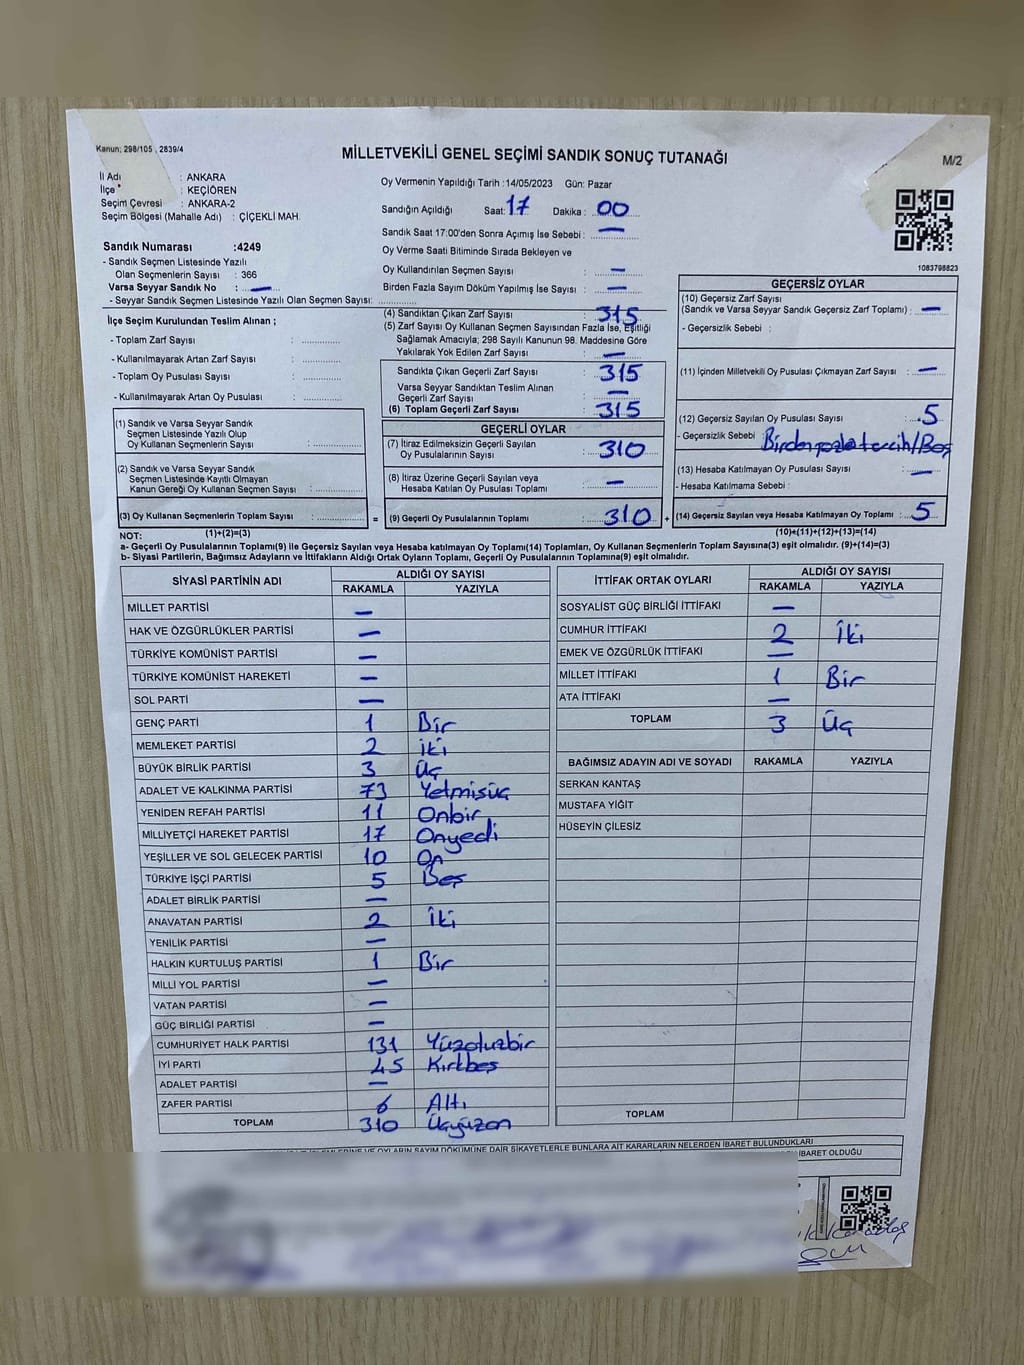 Kanun; 298/105 , 2839/4
MİLLETVEKİLİ GENEL SEÇİMİ SANDIK SONUÇ TUTANAĞI
M/2
İl Adı : ANKARA
İlçe : KEÇİÖREN
Seçim Çevresi : ANKARA-2
Seçim Bölgesi (Mahalle Adı) : ÇİÇEKLİ MAH.
Sandık Numarası :4249
- Sandık Seçmen Listesinde Yazılı
Olan Seçmenlerin Sayısı : 366
Varsa Seyyar Sandık No : —
- Seyyar Sandık Seçmen Listesinde Yazılı Olan Seçmen Sayısı:
Oy Vermenin Yapıldığı Tarih :14/05/2023 Gün: Pazar
Sandığın Açıldığı Saat: 17 Dakika : 00
Sandık Saat 17:00'den Sonra Açımış İse Sebebi : —
Oy Verme Saati Bitiminde Sırada Bekleyen ve
Oy Kullandırılan Seçmen Sayısı : —
Birden Fazla Sayım Döküm Yapılmış İse Sayısı : —
1083798823
İlçe Seçim Kurulundan Teslim Alınan ;
- Toplam Zarf Sayısı :
- Kullanılmayarak Artan Zarf Sayısı :
- Toplam Oy Pusulası Sayısı :
- Kullanılmayarak Artan Oy Pusulası :
(1) Sandık ve Varsa Seyyar Sandık
Seçmen Listesinde Yazılı Olup
Oy Kullanan Seçmenlerin Sayısı :
(2) Sandık ve Varsa Seyyar Sandık
Seçmen Listesinde Kayıtlı Olmayan
Kanun Gereği Oy Kullanan Seçmen Sayısı :
(3) Oy Kullanan Seçmenlerin Toplam Sayısı :
(1)+(2)=(3)
(4) Sandıktan Çıkan Zarf Sayısı : 315
(5) Zarf Sayısı Oy Kullanan Seçmen Sayısından Fazla İse, Eşitliği
Sağlamak Amacıyla; 298 Sayılı Kanunun 98. Maddesine Göre
Yakılarak Yok Edilen Zarf Sayısı : —
Sandıkta Çıkan Geçerli Zarf Sayısı : 315
Varsa Seyyar Sandıktan Teslim Alınan
Geçerli Zarf Sayısı : —
(6) Toplam Geçerli Zarf Sayısı : 315
GEÇERLİ OYLAR
(7) İtiraz Edilmeksizin Geçerli Sayılan
Oy Pusulalarının Sayısı : 310
(8) İtiraz Üzerine Geçerli Sayılan veya
Hesaba Katılan Oy Pusulası Toplamı : —
= (9) Geçerli Oy Pusulalarının Toplamı : 310 +
GEÇERSİZ OYLAR
(10) Geçersiz Zarf Sayısı
(Sandık ve Varsa Seyyar Sandık Geçersiz Zarf Toplamı) : —
- Geçersizlik Sebebi :
(11) İçinden Milletvekili Oy Pusulası Çıkmayan Zarf Sayısı : —
(12) Geçersiz Sayılan Oy Pusulası Sayısı : 5
- Geçersizlik Sebebi : Birden fazla tercih/Boş
(13) Hesaba Katılmayan Oy Pusulası Sayısı : —
- Hesaba Katılmama Sebebi :
(14) Geçersiz Sayılan veya Hesaba Katılmayan Oy Toplamı : 5
(10)+(11)+(12)+(13)=(14)
NOT:
a- Geçerli Oy Pusulalarının Toplamı(9) ile Geçersiz Sayılan veya Hesaba katılmayan Oy Toplamı(14) Toplamları, Oy Kullanan Seçmenlerin Toplam Sayısına(3) eşit olmalıdır. (9)+(14)=(3)
b- Siyasi Partilerin, Bağımsız Adayların ve İttifakların Aldığı Ortak Oyların Toplamı, Geçerli Oy Pusulalarının Toplamına(9) eşit olmalıdır.
SİYASİ PARTİNİN ADI ALDIĞI OY SAYISI
RAKAMLA YAZIYLA
MİLLET PARTİSİ —
HAK VE ÖZGÜRLÜKLER PARTİSİ —
TÜRKİYE KOMÜNİST PARTİSİ —
TÜRKİYE KOMÜNİST HAREKETİ —
SOL PARTİ —
GENÇ PARTİ 1 Bir
MEMLEKET PARTİSİ 2 İki
BÜYÜK BİRLİK PARTİSİ 3 Üç
ADALET VE KALKINMA PARTİSİ 73 Yetmişüç
YENİDEN REFAH PARTİSİ 11 Onbir
MİLLİYETÇİ HAREKET PARTİSİ 17 Onyedi
YEŞİLLER VE SOL GELECEK PARTİSİ 10 On
TÜRKİYE İŞÇİ PARTİSİ 5 Beş
ADALET BİRLİK PARTİSİ —
ANAVATAN PARTİSİ 2 İki
YENİLİK PARTİSİ —
HALKIN KURTULUŞ PARTİSİ 1 Bir
MİLLİ YOL PARTİSİ —
VATAN PARTİSİ —
GÜÇ BİRLİĞİ PARTİSİ —
CUMHURİYET HALK PARTİSİ 131 Yüzotuzbir
İYİ PARTİ 45 Kırkbeş
ADALET PARTİSİ —
ZAFER PARTİSİ 6 Altı
TOPLAM 310 Üçyüzon
İTTİFAK ORTAK OYLARI ALDIĞI OY SAYISI
RAKAMLA YAZIYLA
SOSYALİST GÜÇ BİRLİĞİ İTTİFAKI —
CUMHUR İTTİFAKI 2 İki
EMEK VE ÖZGÜRLÜK İTTİFAKI —
MİLLET İTTİFAKI 1 Bir
ATA İTTİFAKI —
TOPLAM 3 Üç
BAĞIMSIZ ADAYIN ADI VE SOYADI RAKAMLA YAZIYLA
SERKAN KANTAŞ
MUSTAFA YİĞİT
HÜSEYİN ÇİLESİZ
TOPLAM
OYLARIN SAYIM DÖKÜMÜNE DAİR ŞİKAYETLERLE BUNLARA AİT KARARLARIN NELERDEN İBARET BULUNDUKLARI
İBARET OLDUĞU